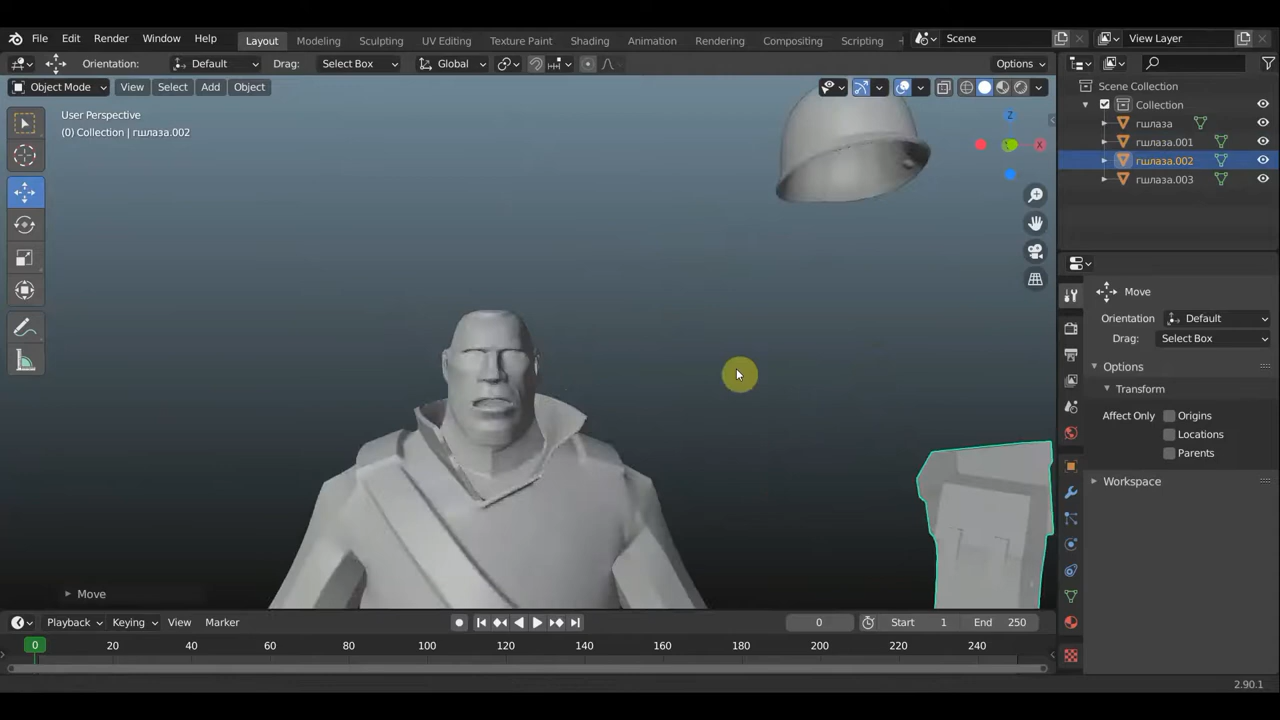 File Edit Render Window Help Layout Modeling Sculpting UV Editing Texture Paint Shading Animation Rendering Compositing Scripting Scene View Layer
Orientation: Default Drag: Select Box Global Options
Object Mode View Select Add Object
User Perspective
(0) Collection | гшлаза.002
Z
X
Scene Collection
Collection
гшлаза
гшлаза.001
гшлаза.002
гшлаза.003
Move
Orientation Default
Drag: Select Box
Options
Transform
Affect Only Origins
Locations
Parents
Workspace
Move
Playback Keying View Marker 0 Start 1 End 250
0 20 40 60 80 100 120 140 160 180 200 220 240
2.90.1